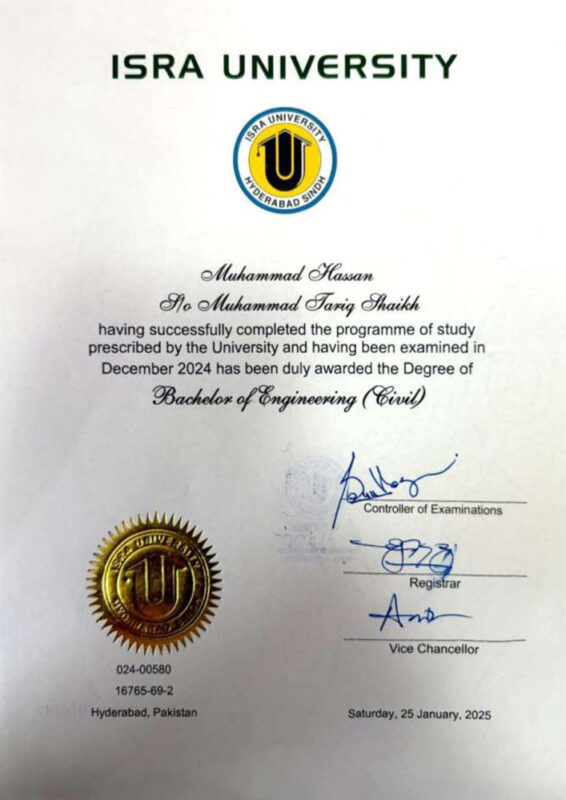 ISRA UNIVERSITY
ISRA UNIVERSITY
HYDERABAD SINDH
Muhammad Hassan
S/o Muhammad Tariq Shaikh
having successfully completed the programme of study
prescribed by the University and having been examined in
December 2024 has been duly awarded the Degree of
Bachelor of Engineering (Civil)
Controller of Examinations
Registrar
Vice Chancellor
ISRA UNIVERSITY
024-00580
16765-69-2
Hyderabad, Pakistan
Saturday, 25 January, 2025